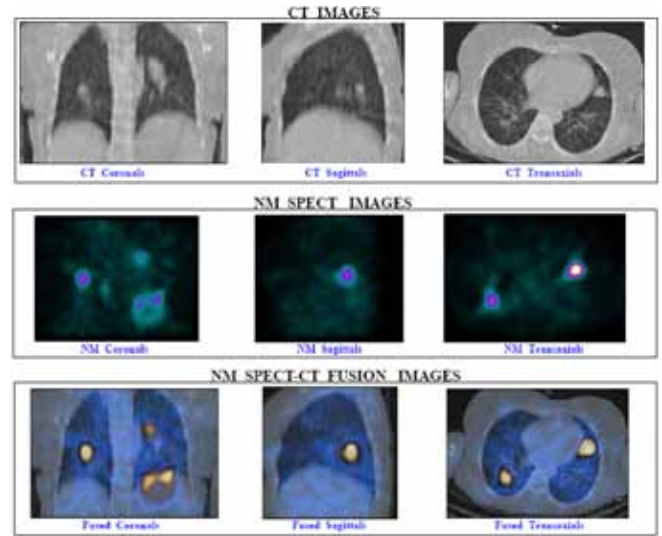 CT IMAGES
CT Coronals
CT Sagittals
CT Transaxials
NM SPECT IMAGES
NM Coronals
NM Sagittals
NM Transaxials
NM SPECT-CT FUSION IMAGES
Fused Coronals
Fused Sagittals
Fused Transaxials